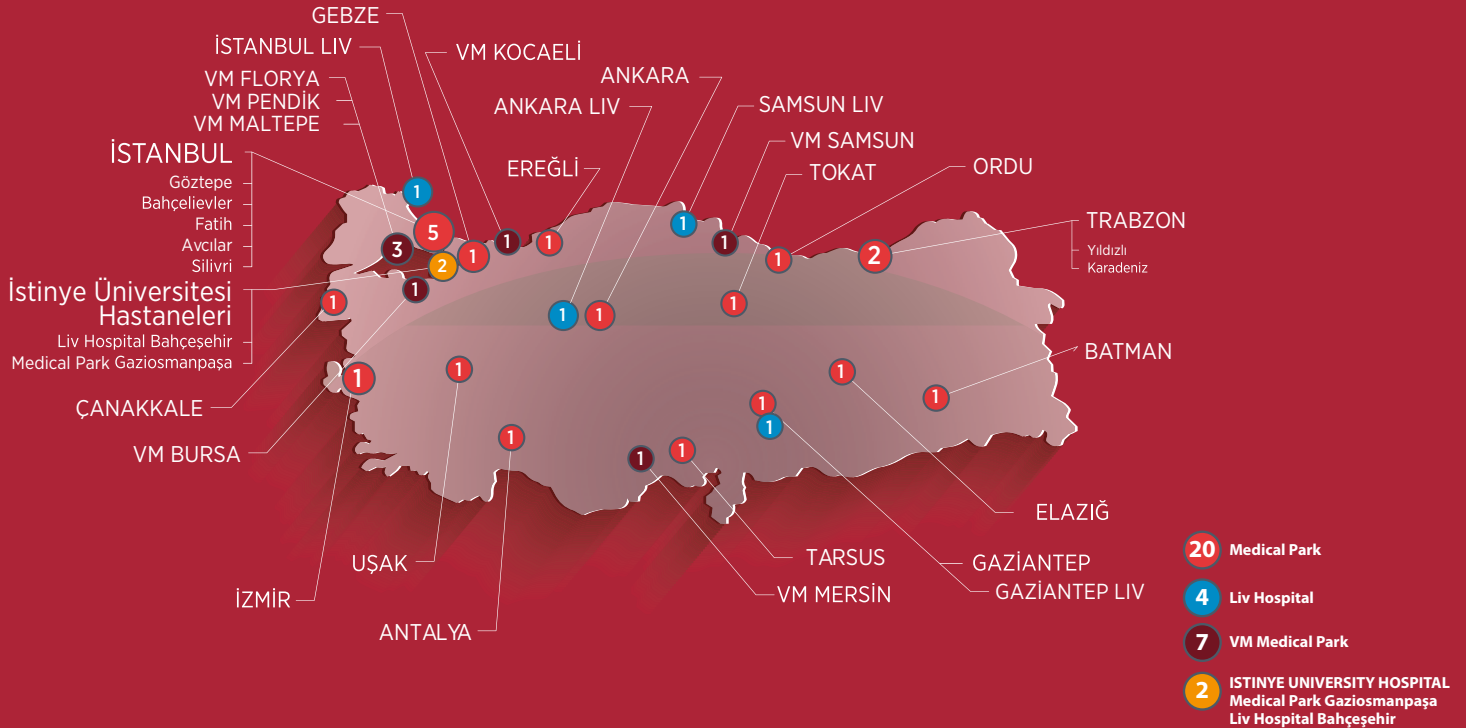 GEBZE
İSTANBUL LIV
VM KOCAELİ
VM FLORYA
VM PENDİK
VM MALTEPE
ANKARA
ANKARA LIV
SAMSUN LIV
VM SAMSUN
İSTANBUL
Göztepe
Bahçelievler
Fatih
Avcılar
Silivri
EREĞLİ
TOKAT
ORDU
TRABZON
Yıldızlı
Karadeniz
İstinye Üniversitesi
Hastaneleri
Liv Hospital Bahçeşehir
Medical Park Gaziosmanpaşa
1
5
3
1
1
1
2
1
1
1
1
2
1
1
1
1
1
1
1
1
1
1
1
1
1
1
ÇANAKKALE
VM BURSA
BATMAN
ELAZIĞ
UŞAK
TARSUS
GAZİANTEP
İZMİR
VM MERSİN
GAZİANTEP LIV
ANTALYA
20 Medical Park
4 Liv Hospital
7 VM Medical Park
2 ISTINYE UNIVERSITY HOSPITAL
Medical Park Gaziosmanpaşa
Liv Hospital Bahçeşehir